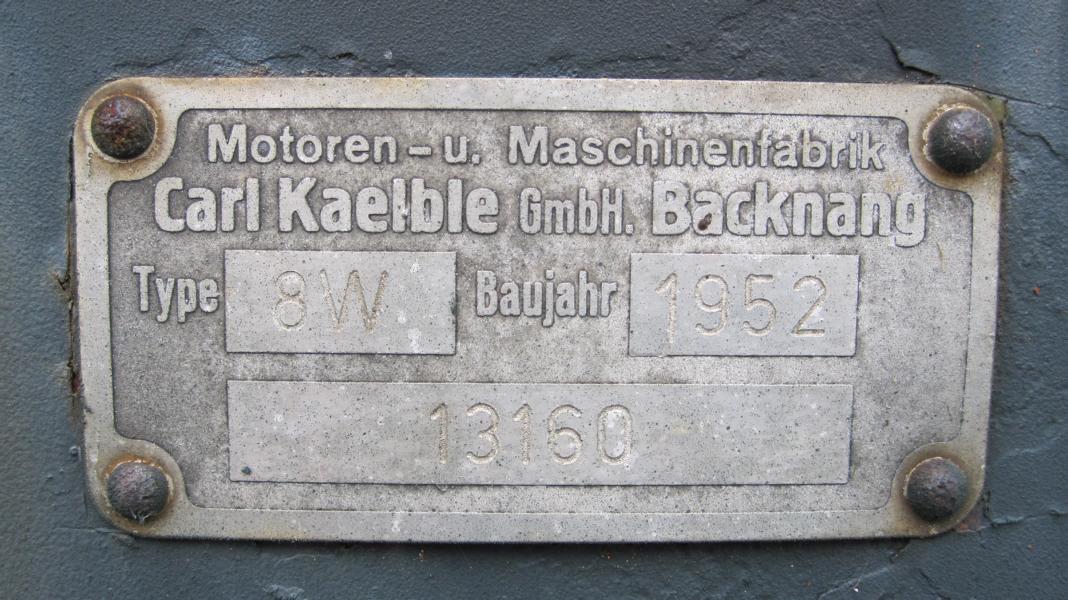 Motoren - u. Maschinenfabrik
Carl Kaelble GmbH. Backnang
Type 8W Baujahr 1952
13160